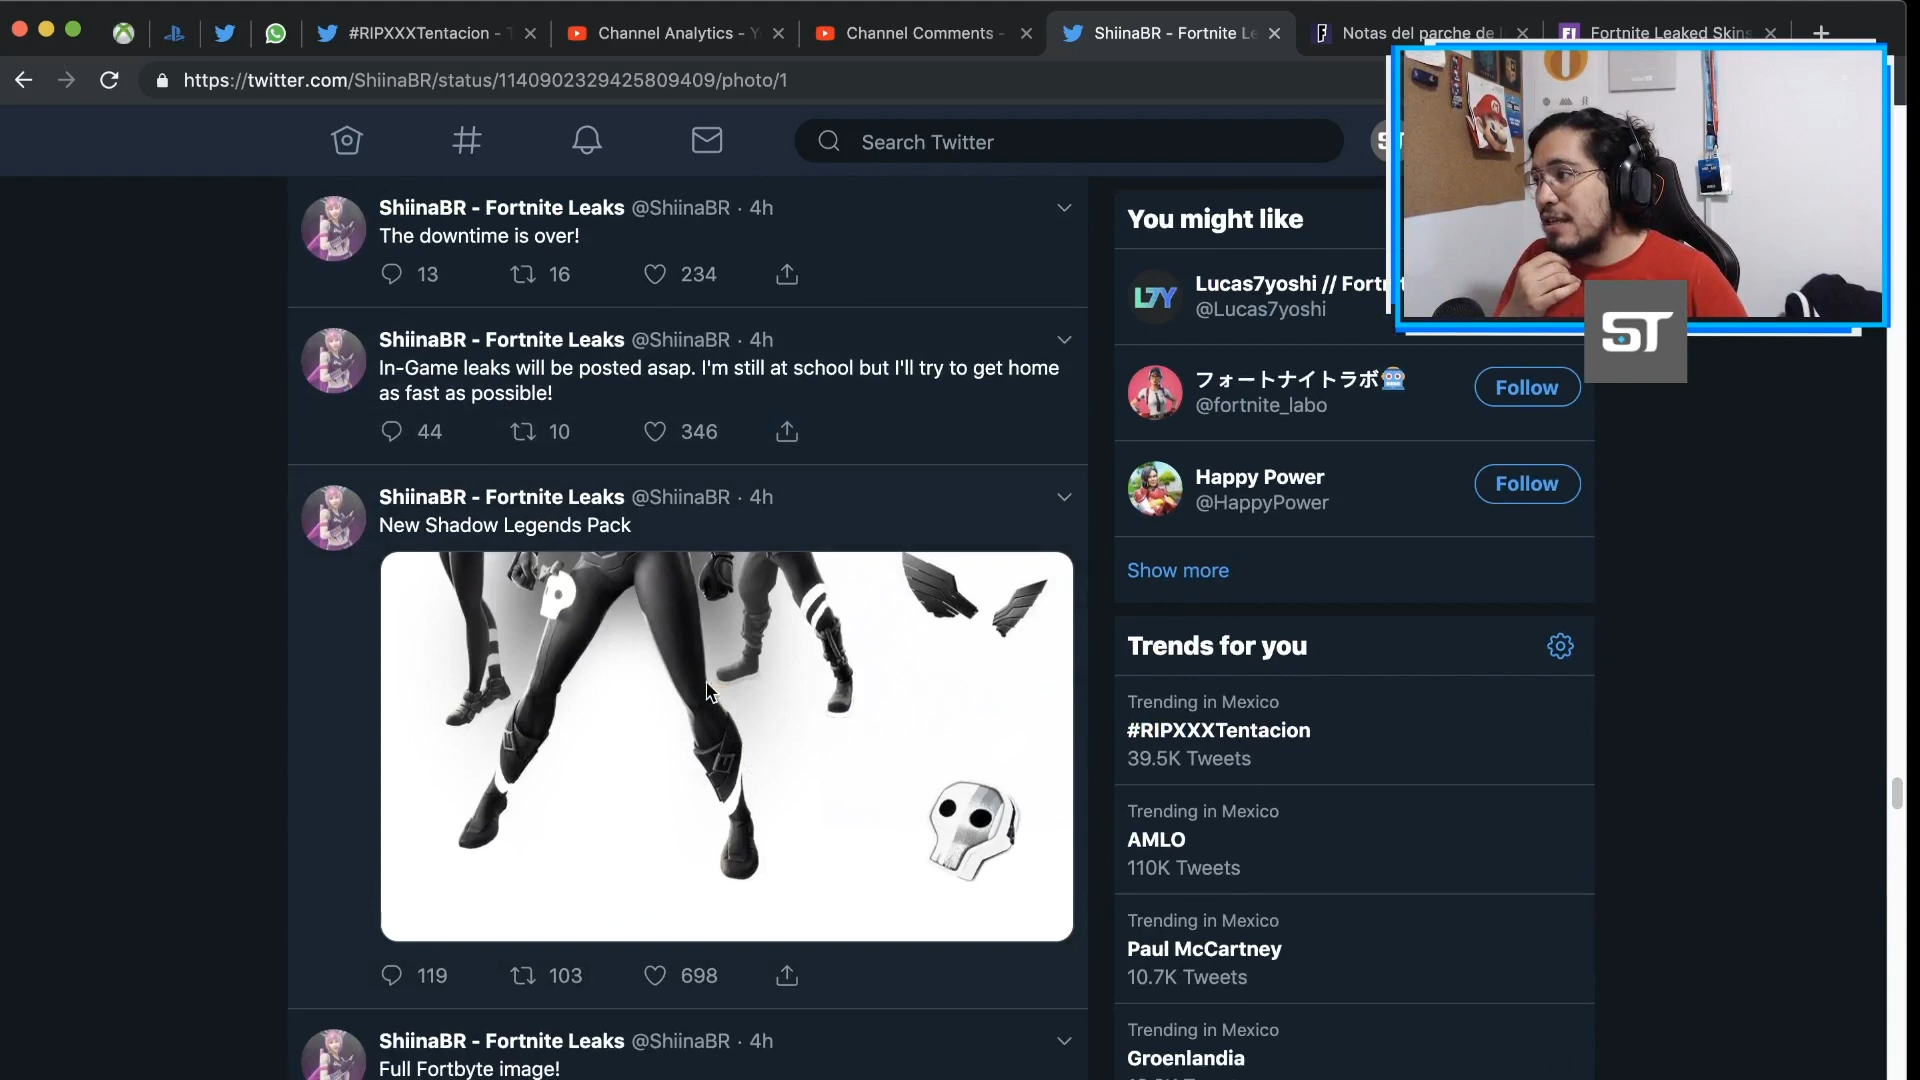 #RIPXXXTentacion -
Channel Analytics - Y
Channel Comments -
ShiinaBR - Fortnite Le
Notas del parche de
Fortnite Leaked Skins
https://twitter.com/ShiinaBR/status/1140902329425809409/photo/1
Search Twitter
ShiinaBR - Fortnite Leaks @ShiinaBR · 4h
The downtime is over!
13 16 234
ShiinaBR - Fortnite Leaks @ShiinaBR · 4h
In-Game leaks will be posted asap. I'm still at school but I'll try to get home
as fast as possible!
44 10 346
ShiinaBR - Fortnite Leaks @ShiinaBR · 4h
New Shadow Legends Pack
119 103 698
ShiinaBR - Fortnite Leaks @ShiinaBR · 4h
Full Fortbyte image!
You might like
L7Y
Lucas7yoshi // Fortnit
@Lucas7yoshi
フォートナイトラボ
@fortnite_labo
Follow
Happy Power
@HappyPower
Follow
Show more
Trends for you
Trending in Mexico
#RIPXXXTentacion
39.5K Tweets
Trending in Mexico
AMLO
110K Tweets
Trending in Mexico
Paul McCartney
10.7K Tweets
Trending in Mexico
Groenlandia
ST